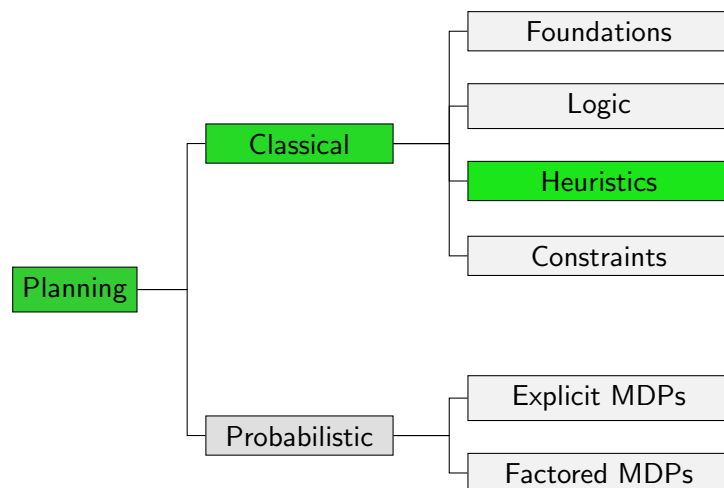 Foundations
Logic
Classical
Heuristics
Constraints
Planning
Explicit MDPs
Probabilistic
Factored MDPs